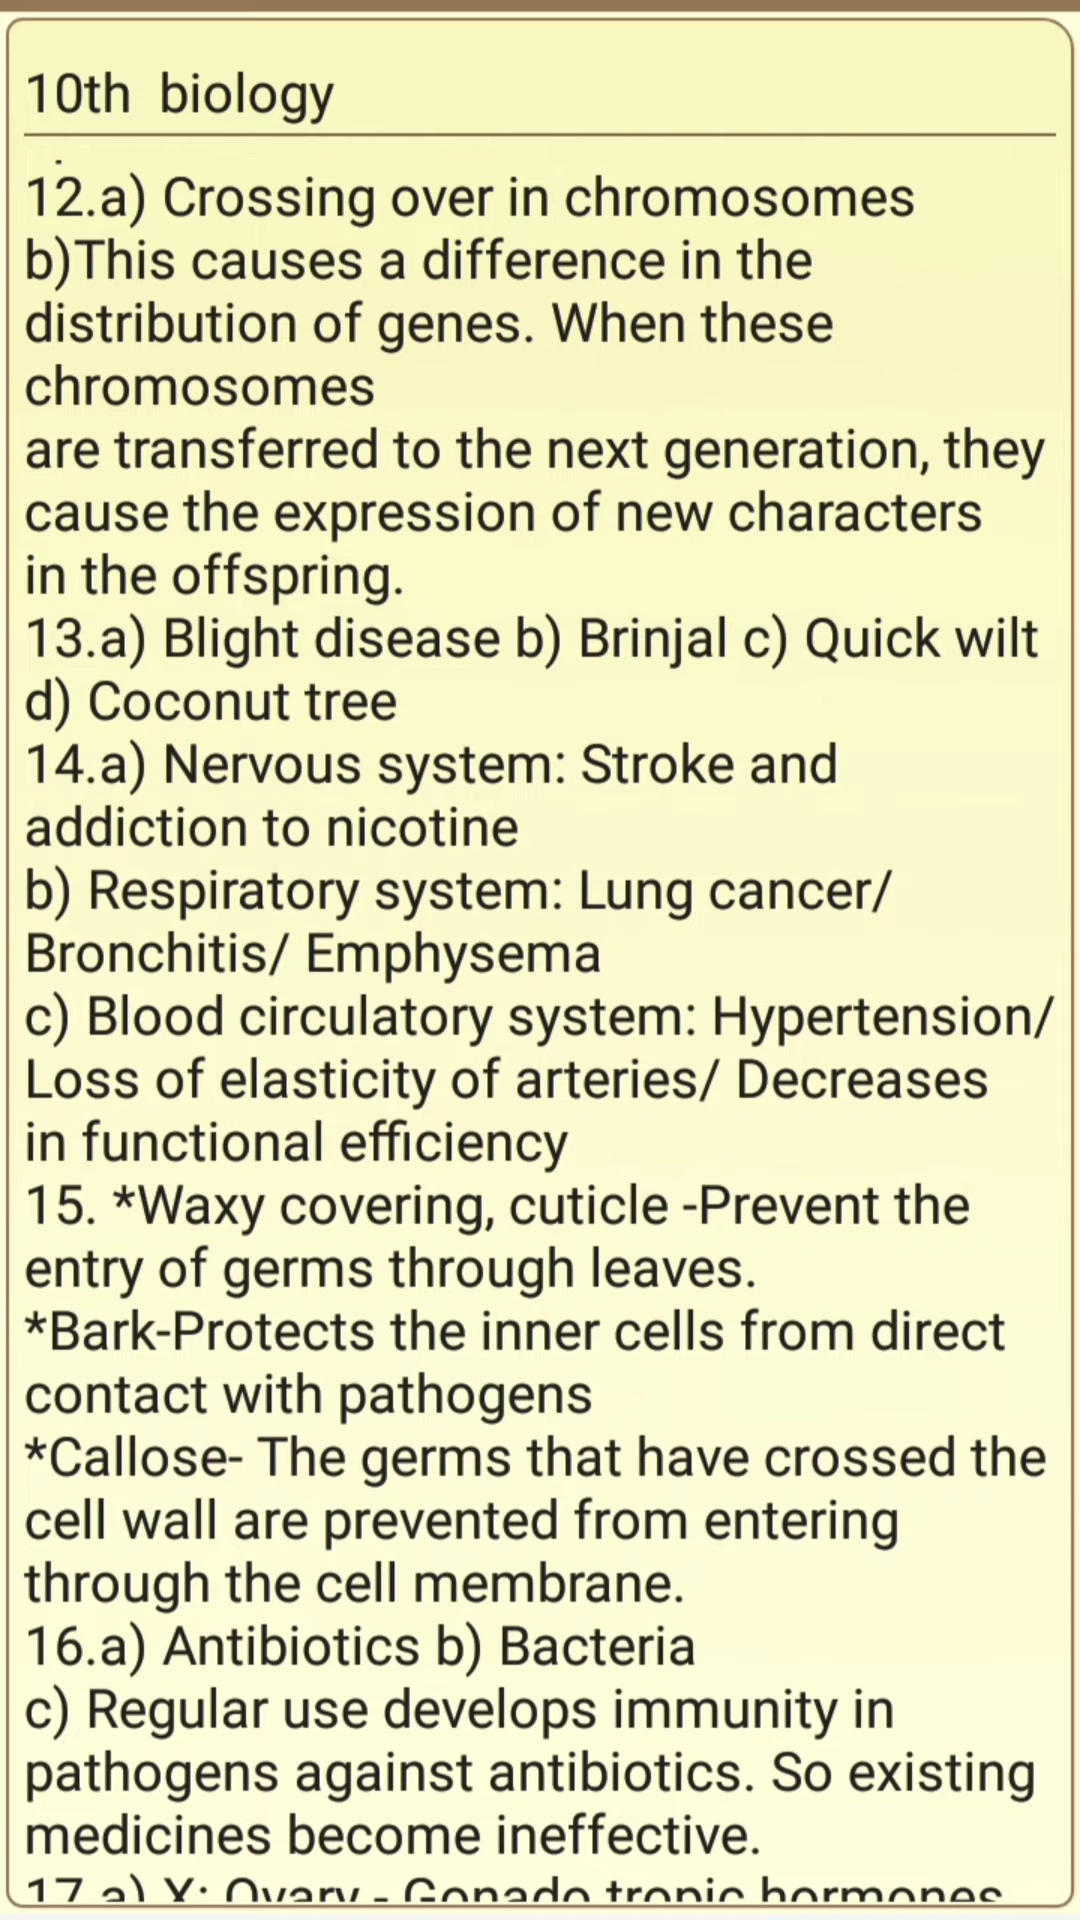 10th  biology
12.a) Crossing over in chromosomes
b)This causes a difference in the
distribution of genes. When these
chromosomes
are transferred to the next generation, they
cause the expression of new characters
in the offspring.
13.a) Blight disease b) Brinjal c) Quick wilt
d) Coconut tree
14.a) Nervous system: Stroke and
addiction to nicotine
b) Respiratory system: Lung cancer/
Bronchitis/ Emphysema
c) Blood circulatory system: Hypertension/
Loss of elasticity of arteries/ Decreases
in functional efficiency
15. *Waxy covering, cuticle -Prevent the
entry of germs through leaves.
*Bark-Protects the inner cells from direct
contact with pathogens
*Callose- The germs that have crossed the
cell wall are prevented from entering
through the cell membrane.
16.a) Antibiotics b) Bacteria
c) Regular use develops immunity in
pathogens against antibiotics. So existing
medicines become ineffective.
17.a) X: Ovary - Gonado tropic hormones